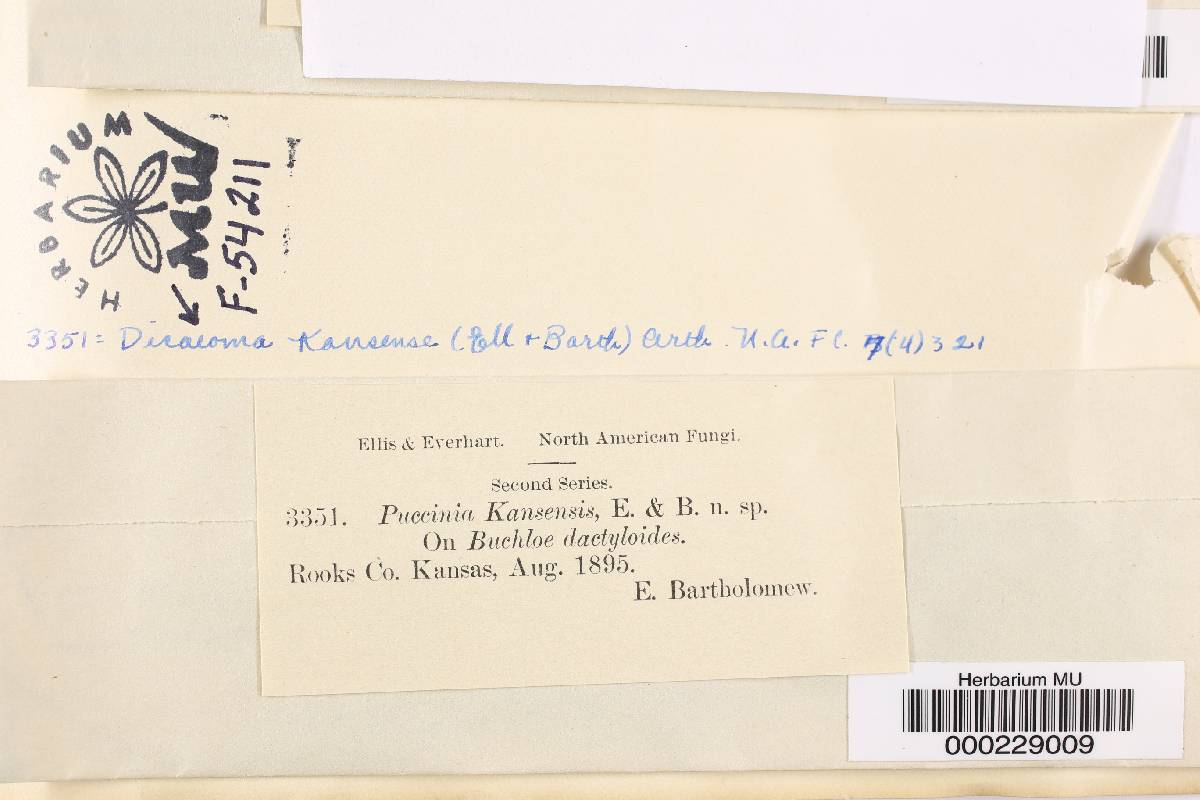 HERBARIUM
MU
F-54211
3351 = Dicaeoma Kansense (Ell + Barth) Arth. N.A. Fl. 7(4)321
Ellis & Everhart. North American Fungi.
Second Series.
3351. Puccinia Kansensis, E. & B. n. sp.
On Buchloe dactyloides.
Rooks Co. Kansas, Aug. 1895.
E. Bartholomew.
Herbarium MU
000229009